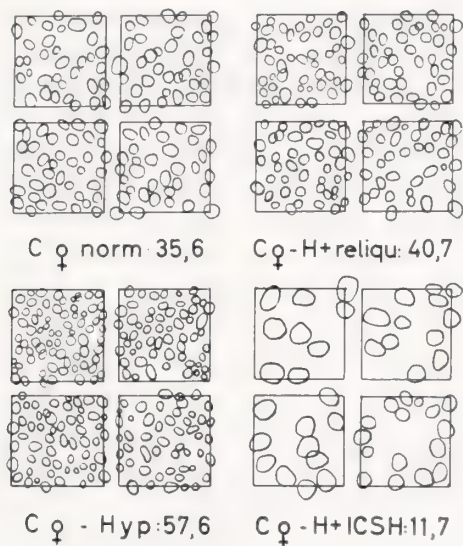 C ♀ norm: 35,6
C♀-H+reliqu: 40,7
C ♀ - Hyp: 57,6
C♀-H+ICSH: 11,7